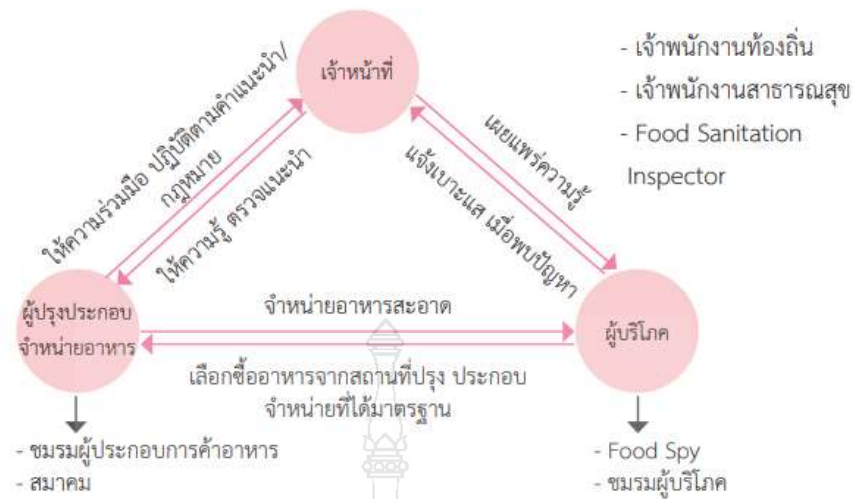 เจ้าหน้าที่
- เจ้าพนักงานท้องถิ่น
- เจ้าพนักงานสาธารณสุข
- Food Sanitation
Inspector
ให้ความร่วมมือ ปฏิบัติตามคำแนะนำ/
กฎหมาย
ให้ความรู้ ตรวจแนะนำ
เผยแพร่ความรู้
แจ้งเบาะแส เมื่อพบปัญหา
ผู้ปรุงประกอบ
จำหน่ายอาหาร
จำหน่ายอาหารสะอาด
เลือกซื้ออาหารจากสถานที่ปรุง ประกอบ
จำหน่ายที่ได้มาตรฐาน
ผู้บริโภค
- ชมรมผู้ประกอบการค้าอาหาร
- สมาคม
- Food Spy
- ชมรมผู้บริโภค